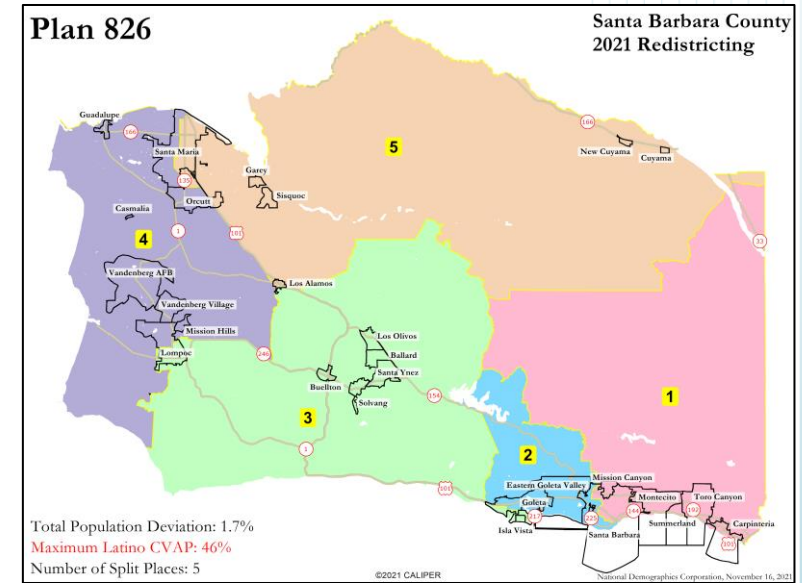 Plan 826
Santa Barbara County
2021 Redistricting
Guadalupe
166
Santa Maria
135
Orcutt
Garey
Sisquoc
5
166
New Cuyama
Cuyama
33
Casmalia
1
101
4
Vandenberg AFB
Vandenberg Village
Mission Hills
Lompoc
246
Los Alamos
Los Olivos
Ballard
Santa Ynez
Buellton
Solvang
154
3
1
101
1
2
Eastern Goleta Valley
Mission Canyon
Goleta
Montecito
Toro Canyon
217
225
144
192
Isla Vista
Santa Barbara
Summerland
Carpinteria
101
Total Population Deviation: 1.7%
Maximum Latino CVAP: 46%
Number of Split Places: 5
©2021 CALIPER
National Demographics Corporation, November 16, 2021